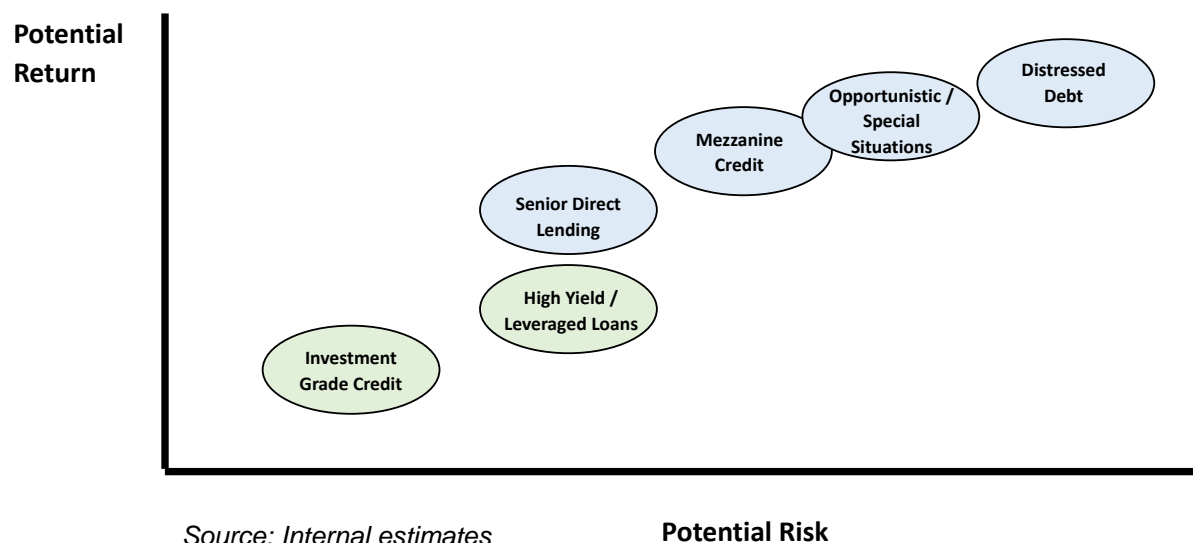 Potential
Return
Distressed
Debt
Opportunistic /
Special
Situations
Mezzanine
Credit
Senior Direct
Lending
High Yield /
Leveraged Loans
Investment
Grade Credit
Source: Internal estimates
Potential Risk